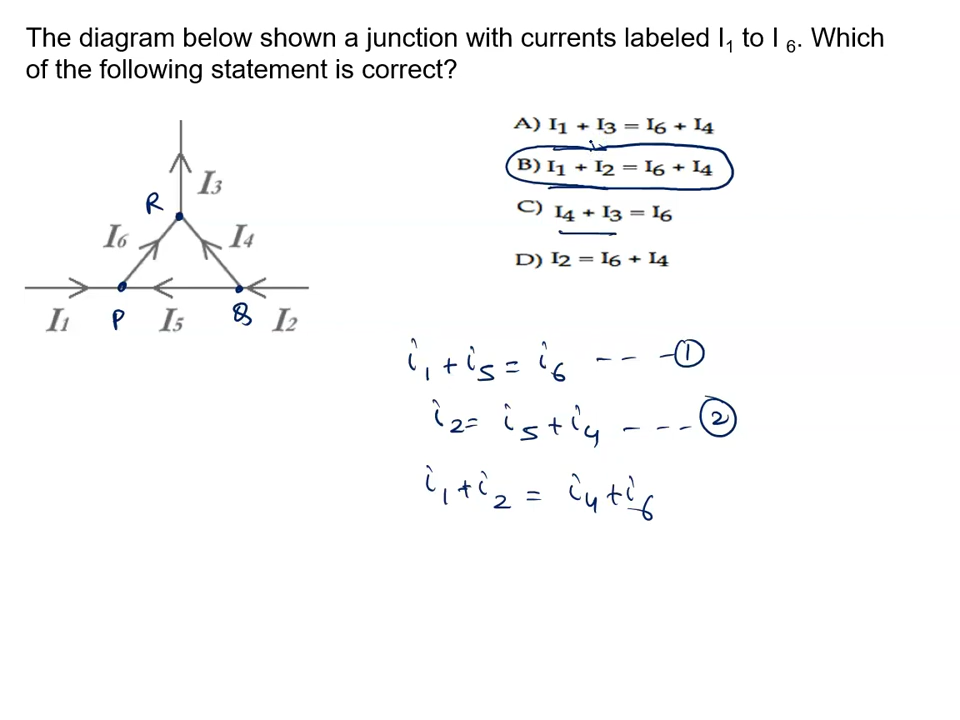 The diagram below shown a junction with currents labeled I1 to I 6. Which
of the following statement is correct?
A) I1 + I3 = I6 + I4
B) I1 + I2 = I6 + I4
C) I4 + I3 = I6
D) I2 = I6 + I4
I3
R
I6
I4
I1
P
I5
Q
I2
i1 + i5 = i6 -- - ①
i2 = i5 + i4 - - - ②
i1 + i2 = i4 + i6